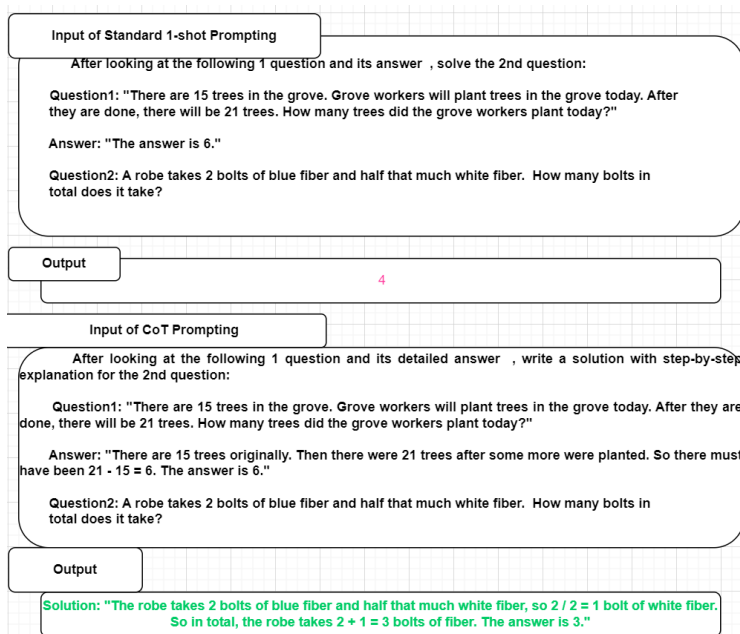 Input of Standard 1-shot Prompting
After looking at the following 1 question and its answer , solve the 2nd question:
Question1: "There are 15 trees in the grove. Grove workers will plant trees in the grove today. After
they are done, there will be 21 trees. How many trees did the grove workers plant today?"
Answer: "The answer is 6."
Question2: A robe takes 2 bolts of blue fiber and half that much white fiber. How many bolts in
total does it take?
Output
4
Input of CoT Prompting
After looking at the following 1 question and its detailed answer , write a solution with step-by-step
explanation for the 2nd question:
Question1: "There are 15 trees in the grove. Grove workers will plant trees in the grove today. After they are
done, there will be 21 trees. How many trees did the grove workers plant today?"
Answer: "There are 15 trees originally. Then there were 21 trees after some more were planted. So there must
have been 21 - 15 = 6. The answer is 6."
Question2: A robe takes 2 bolts of blue fiber and half that much white fiber. How many bolts in
total does it take?
Output
Solution: "The robe takes 2 bolts of blue fiber and half that much white fiber, so 2 / 2 = 1 bolt of white fiber.
So in total, the robe takes 2 + 1 = 3 bolts of fiber. The answer is 3."